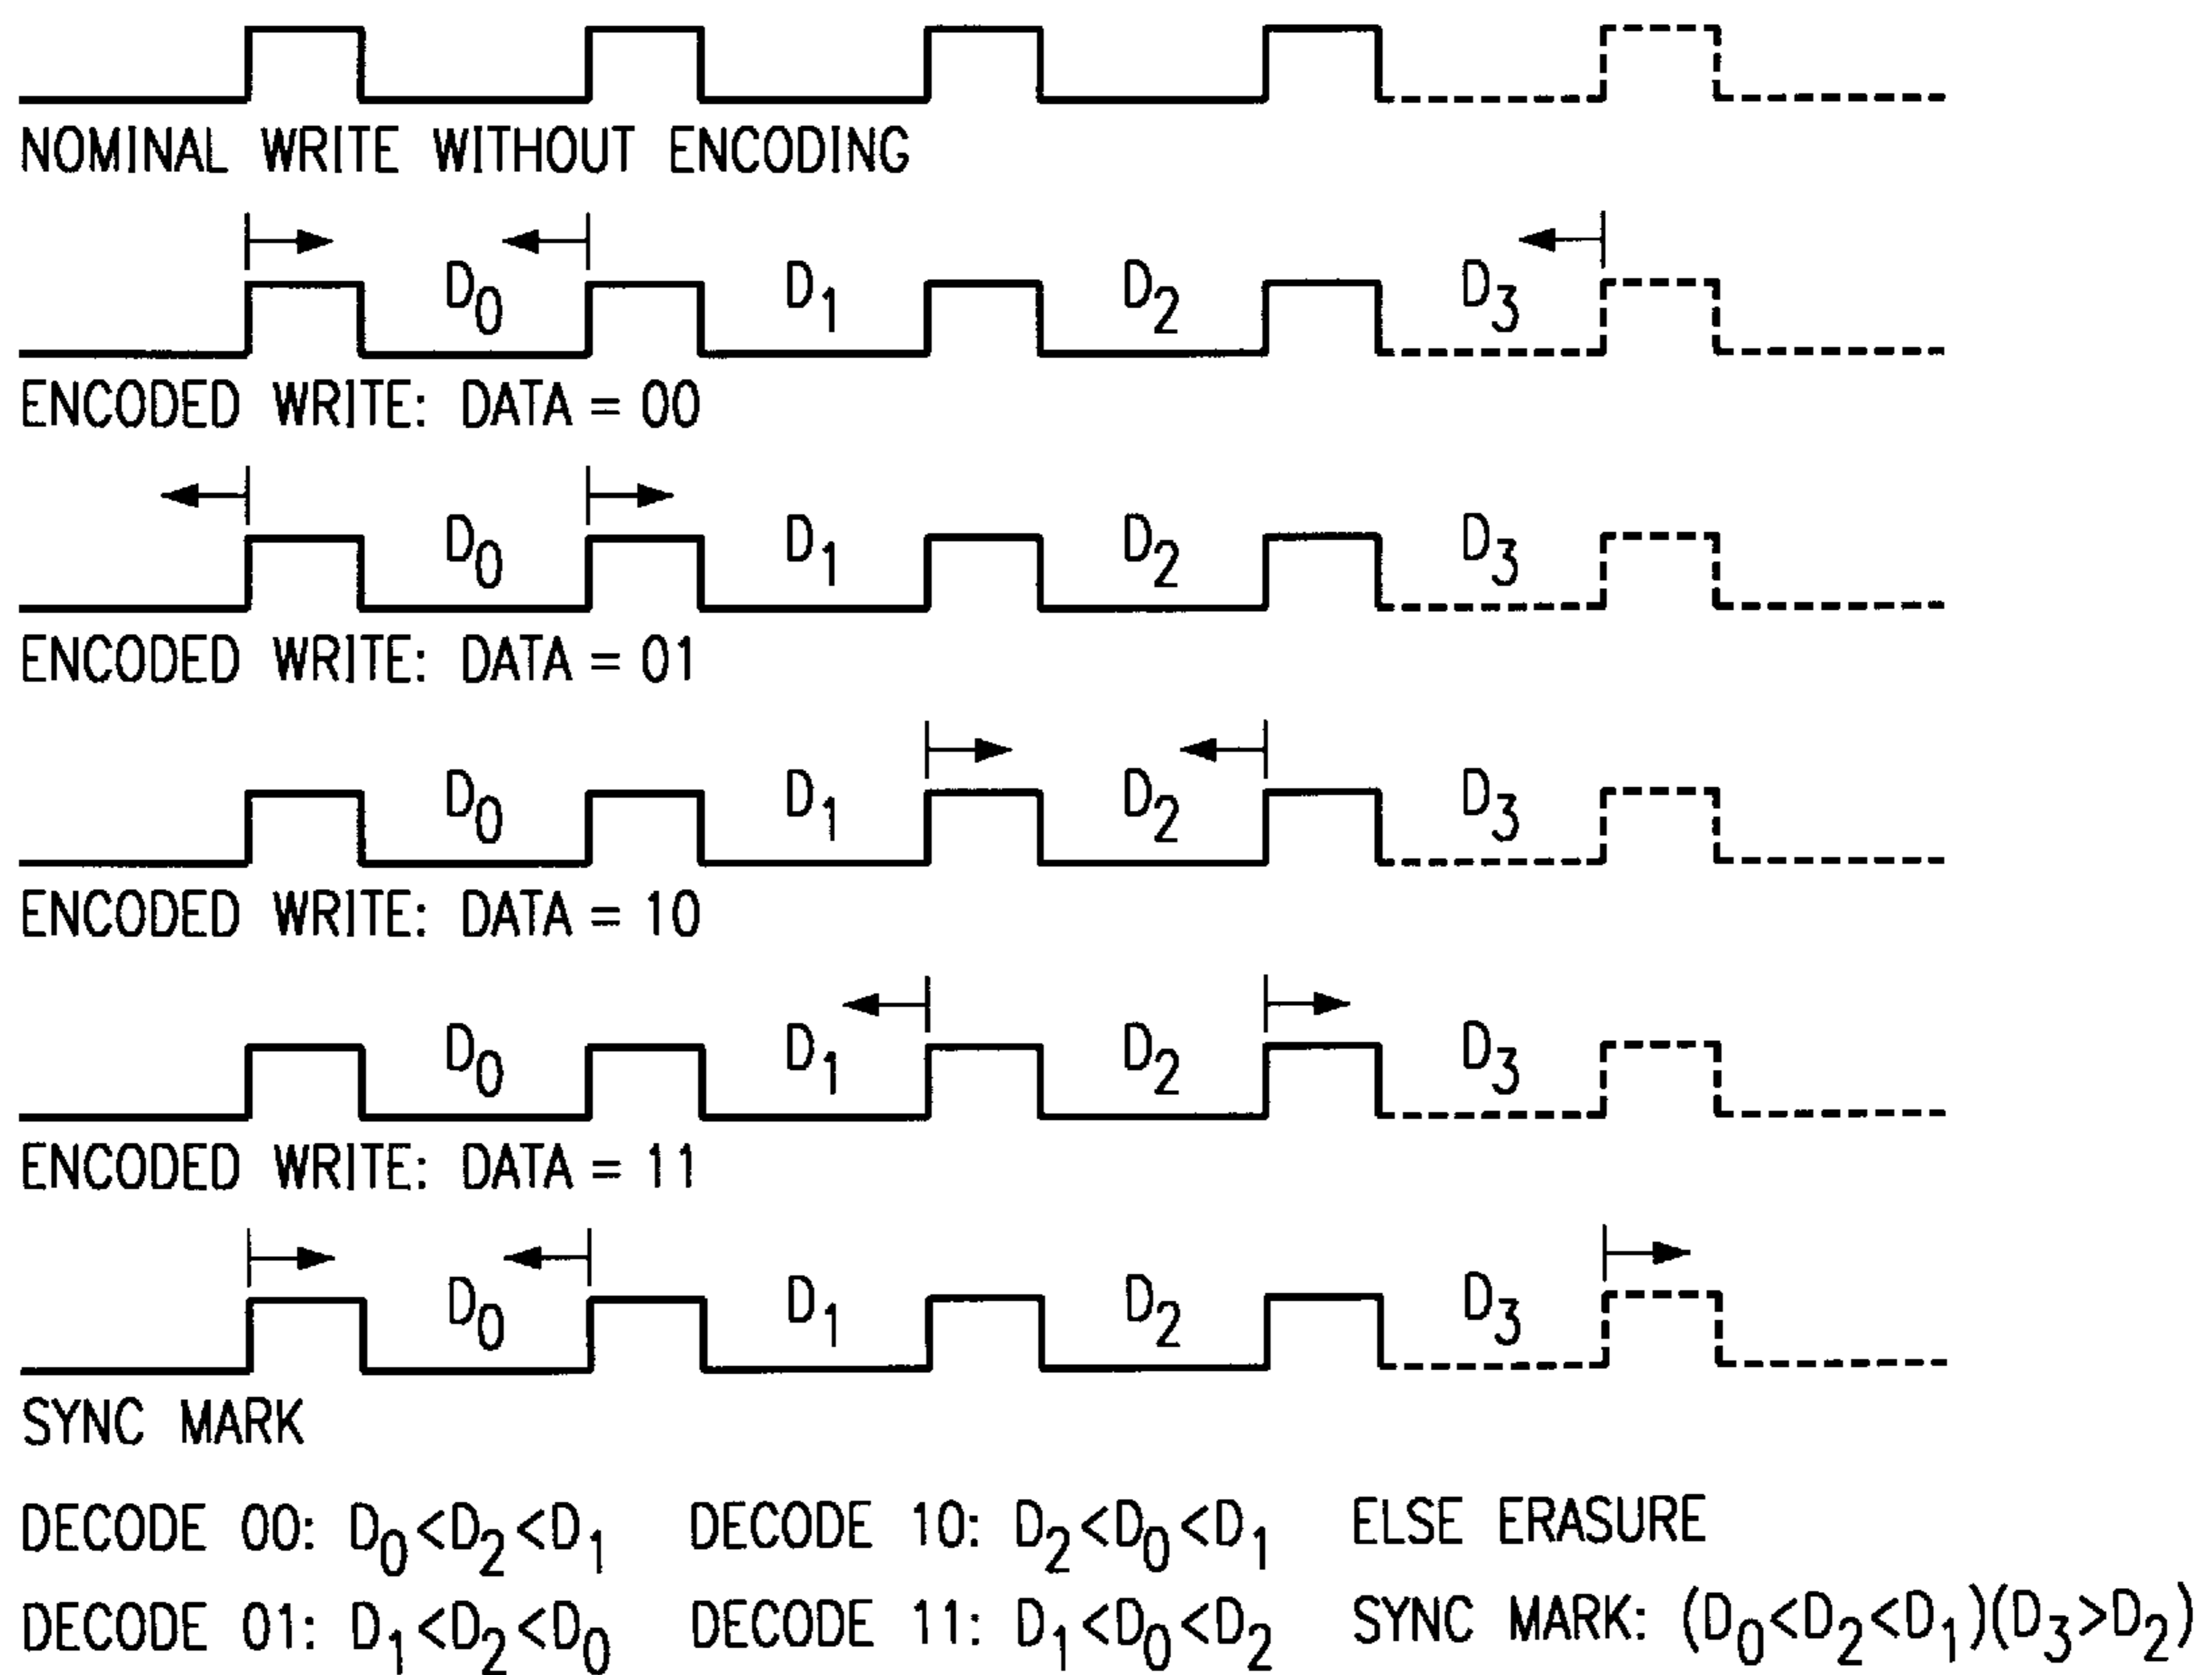 NOMINAL WRITE WITHOUT ENCODING
D0 D1 D2 D3
ENCODED WRITE: DATA = 00
D0 D1 D2 D3
ENCODED WRITE: DATA = 01
D0 D1 D2 D3
ENCODED WRITE: DATA = 10
D0 D1 D2 D3
ENCODED WRITE: DATA = 11
D0 D1 D2 D3
SYNC MARK
DECODE 00: D0<D2<D1 DECODE 10: D2<D0<D1 ELSE ERASURE
DECODE 01: D1<D2<D0 DECODE 11: D1<D0<D2 SYNC MARK: (D0<D2<D1)(D3>D2)